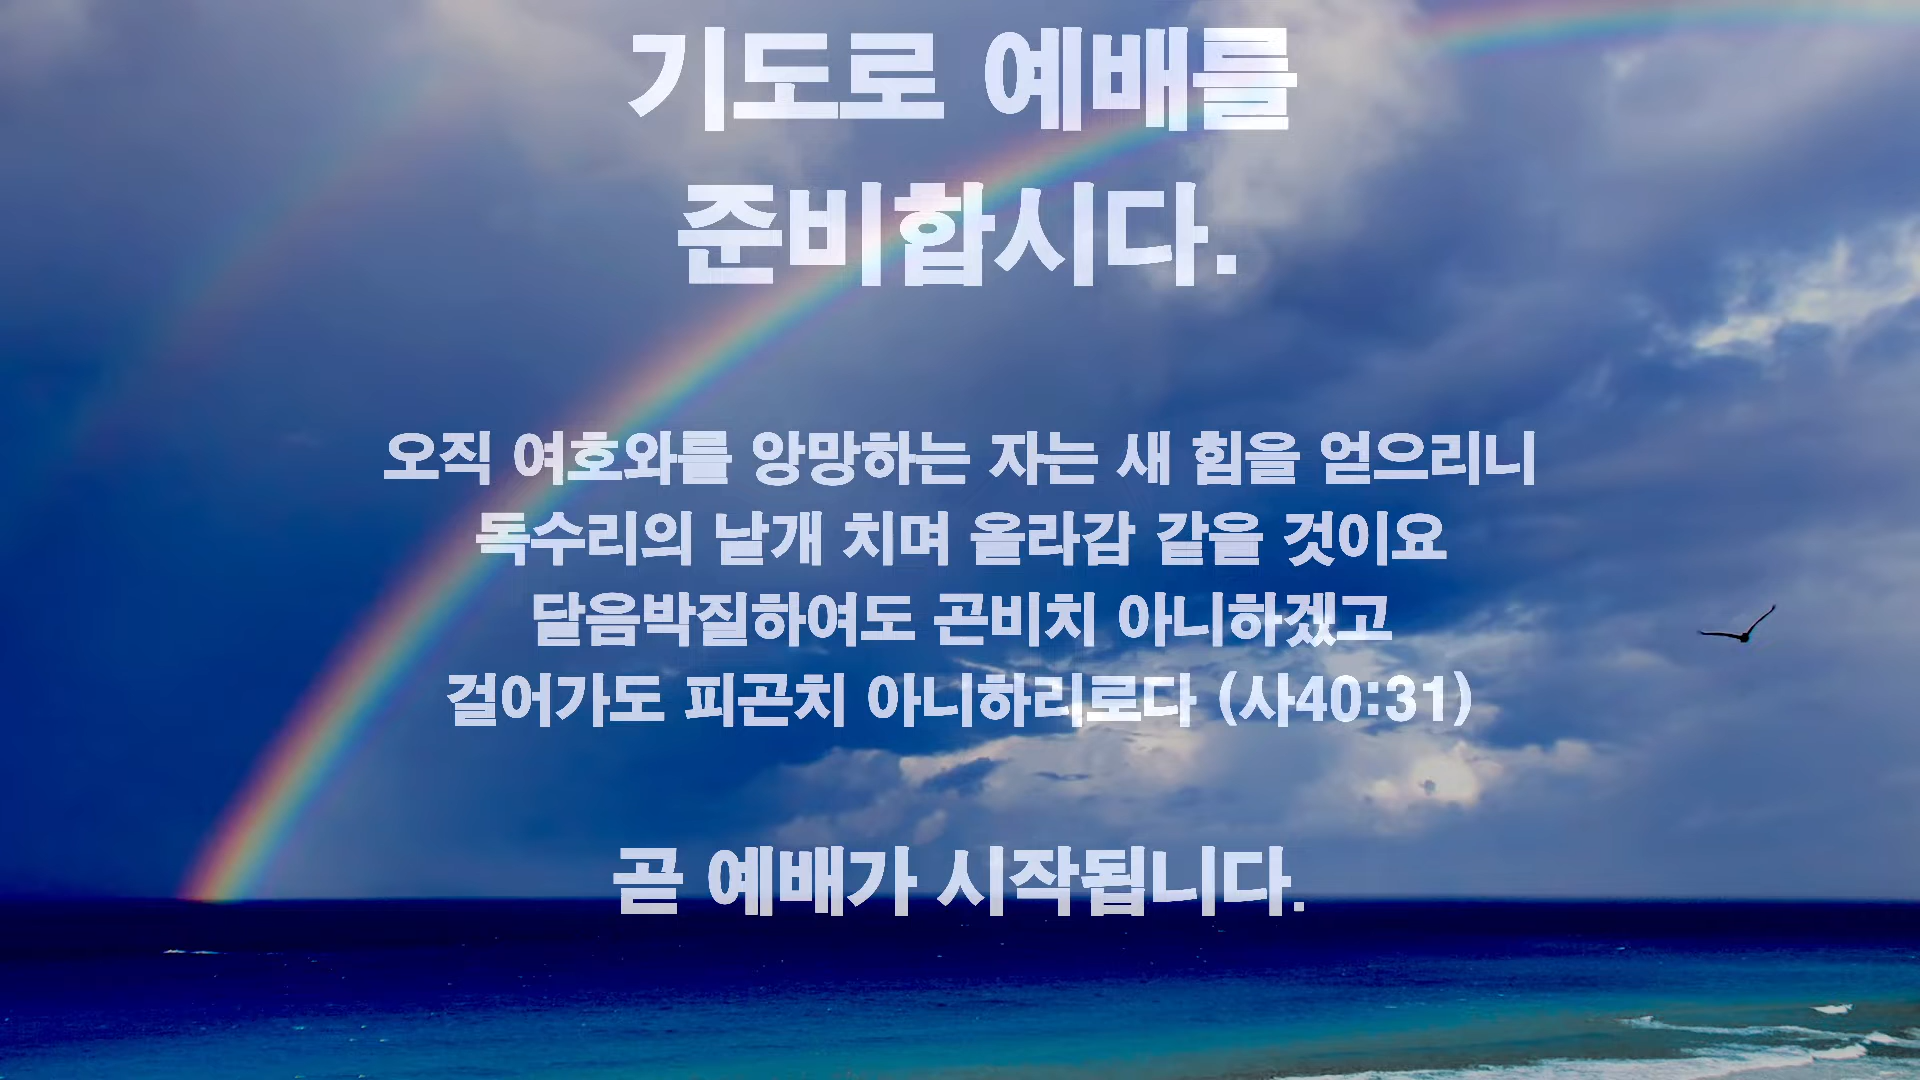 기도로 예배를
준비합시다.
오직 여호와를 앙망하는 자는 새 힘을 얻으리니
독수리의 날개 치며 올라감 같을 것이요
달음박질하여도 곤비치 아니하겠고
걸어가도 피곤치 아니하리로다 (사40:31)
곧 예배가 시작됩니다.